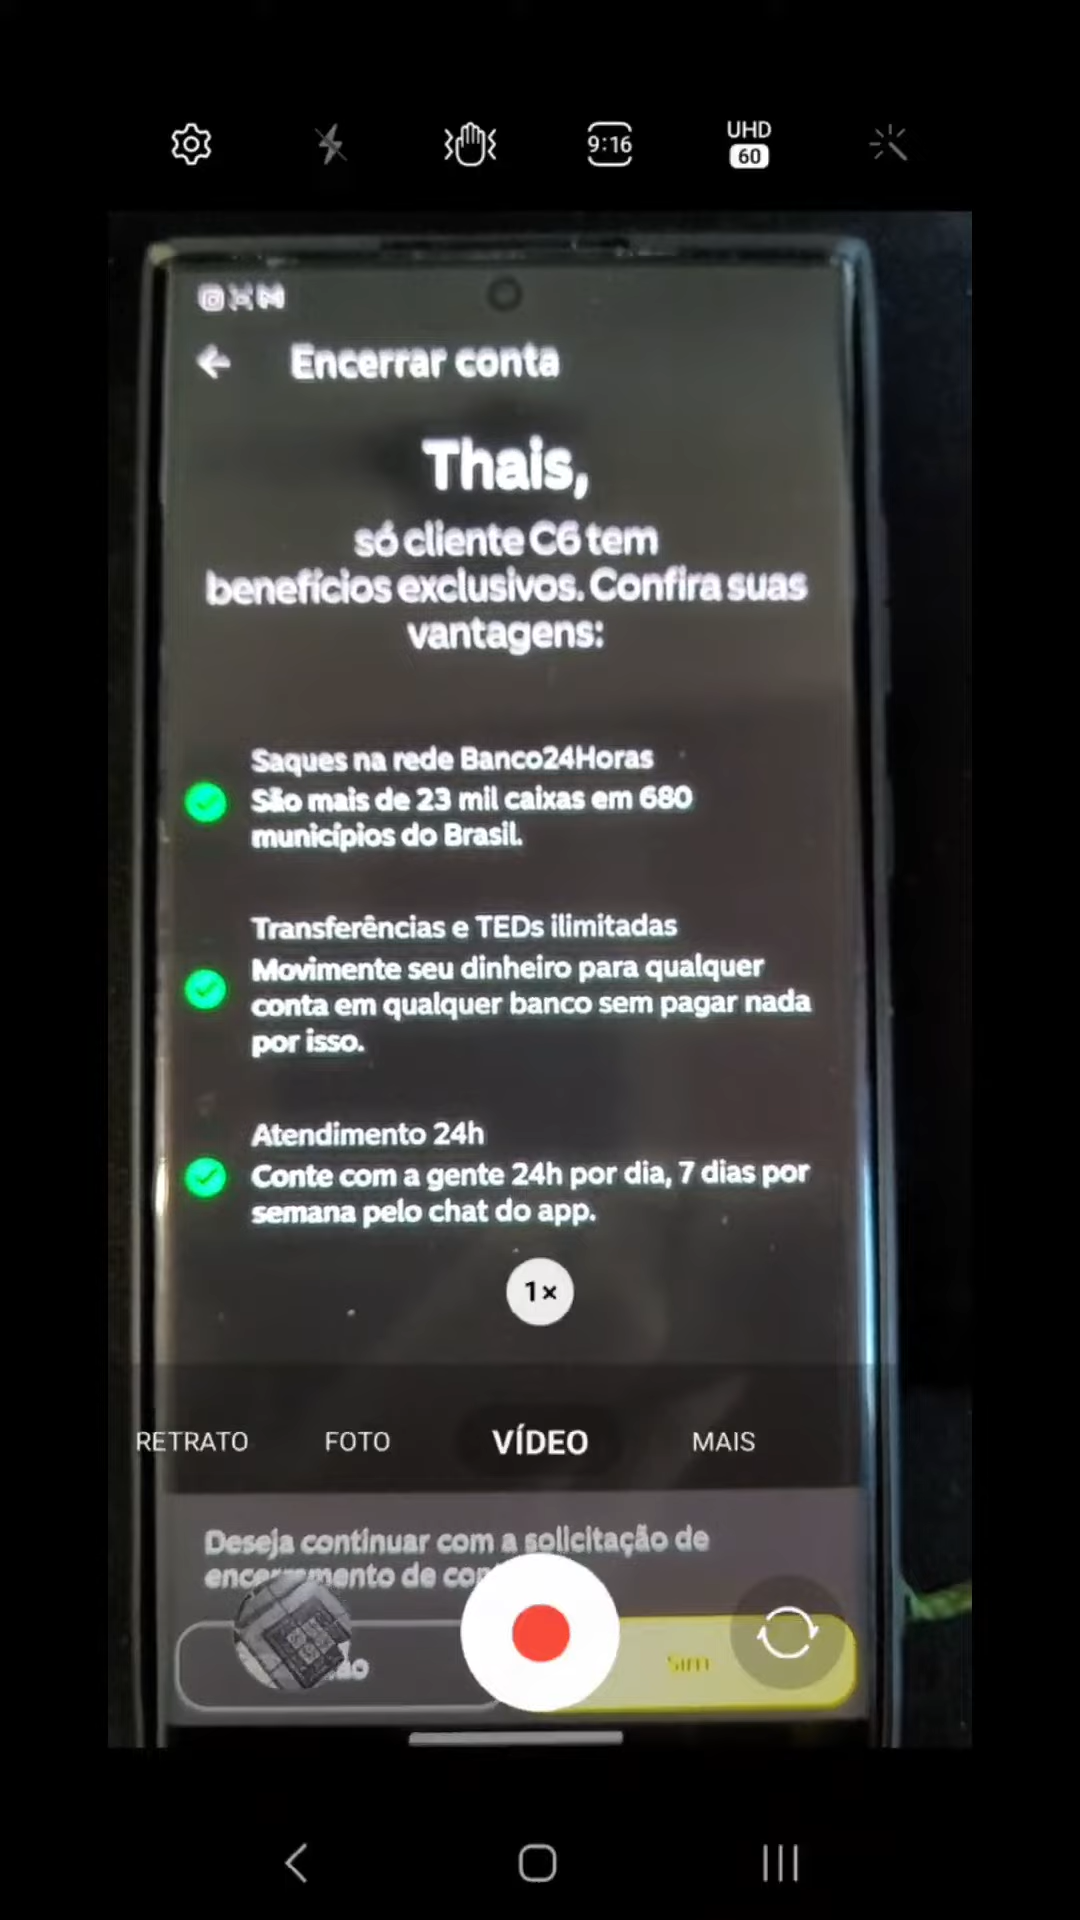 9:16
UHD
60
Encerrar conta
Thais,
só cliente C6 tem
benefícios exclusivos. Confira suas
vantagens:
Saques na rede Banco24Horas
São mais de 23 mil caixas em 680
municípios do Brasil.
Transferências e TEDs ilimitadas
Movimente seu dinheiro para qualquer
conta em qualquer banco sem pagar nada
por isso.
Atendimento 24h
Conte com a gente 24h por dia, 7 dias por
semana pelo chat do app.
1×
RETRATO FOTO VÍDEO MAIS
Deseja continuar com a solicitação de
de
Sim